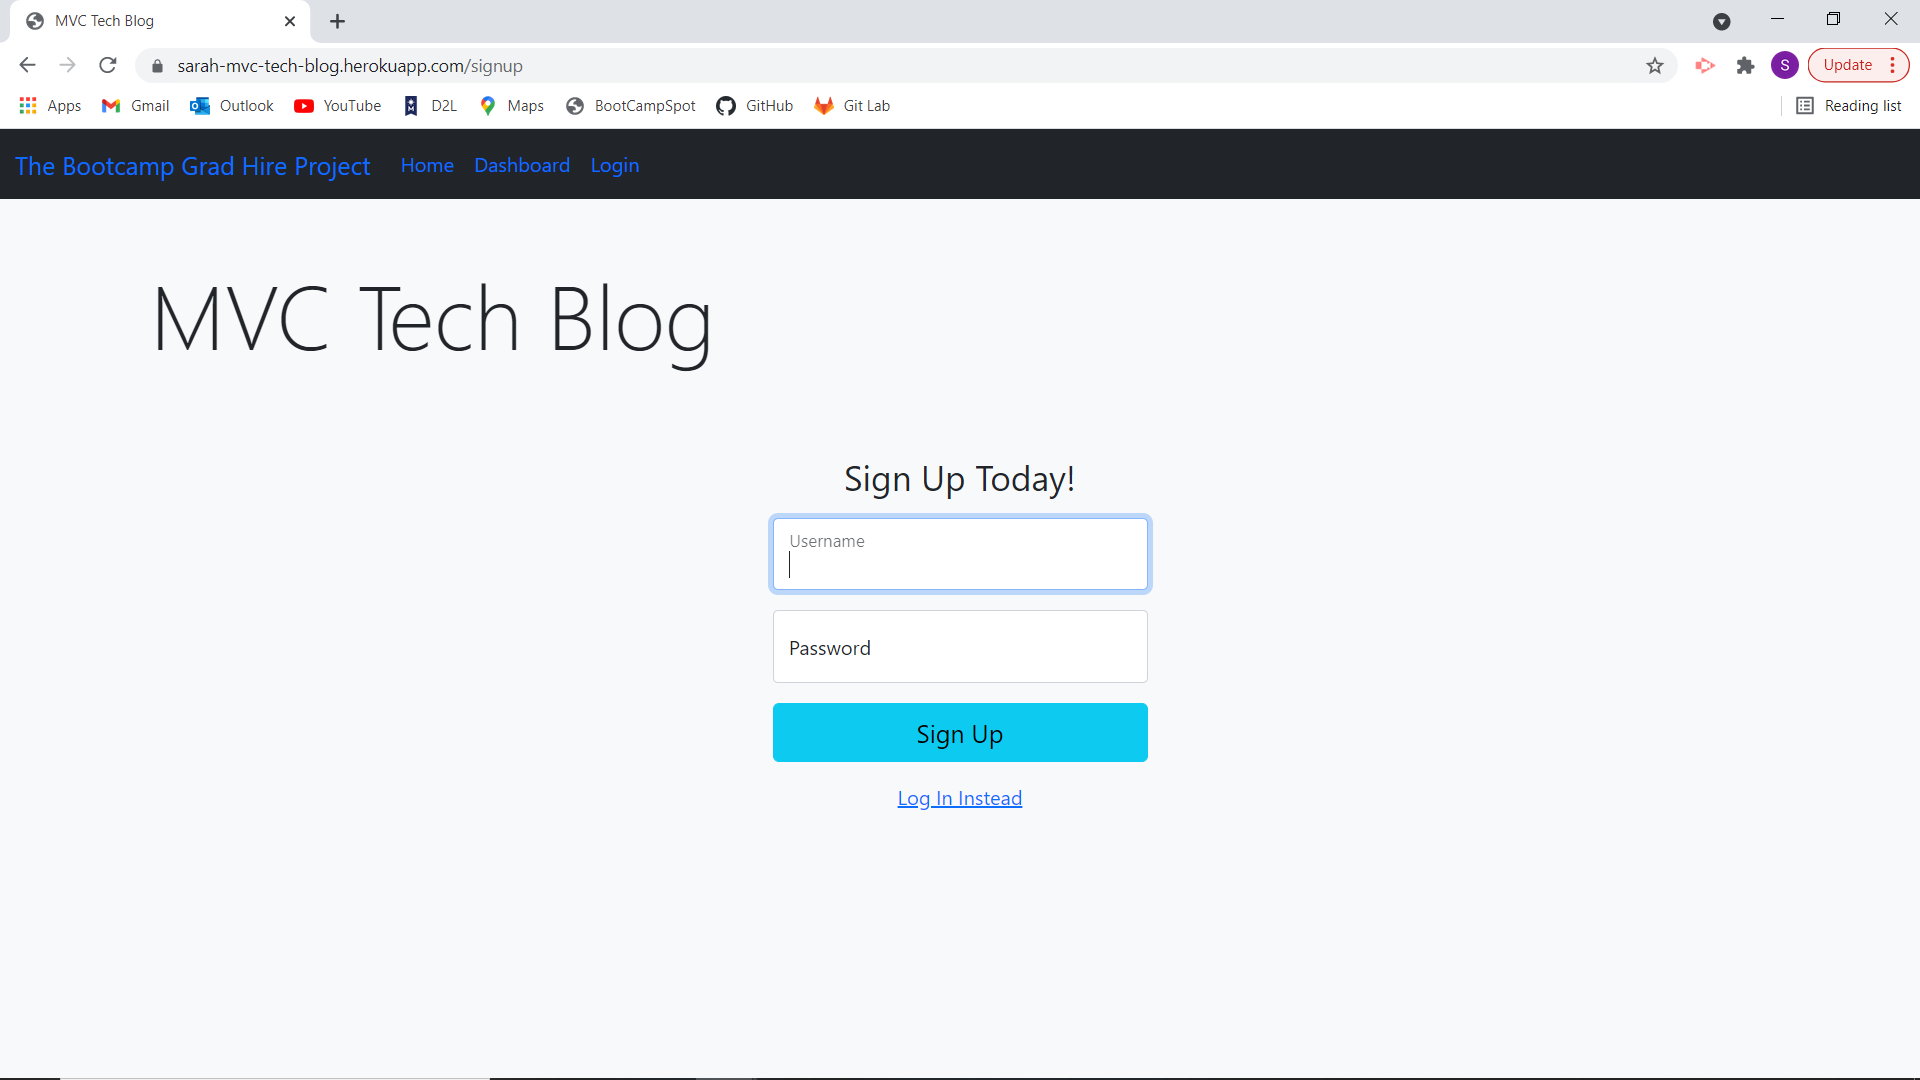 MVC Tech Blog
sarah-mvc-tech-blog.herokuapp.com/signup
S
Update
Apps Gmail Outlook YouTube D2L Maps BootCampSpot GitHub Git Lab Reading list
The Bootcamp Grad Hire Project Home Dashboard Login
MVC Tech Blog
Sign Up Today!
Username
Password
Sign Up
Log In Instead